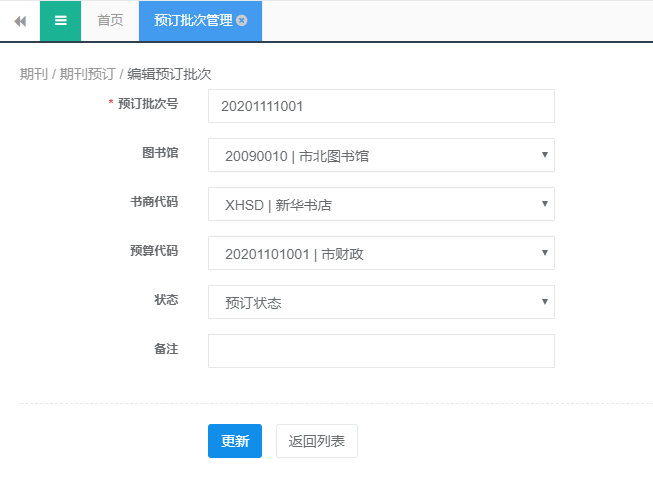 首页 预订批次管理
期刊 / 期刊预订 / 编辑预订批次
* 预订批次号 20201111001
图书馆 20090010 | 市北图书馆
书商代码 XHSD | 新华书店
预算代码 20201101001 | 市财政
状态 预订状态
备注
更新 返回列表